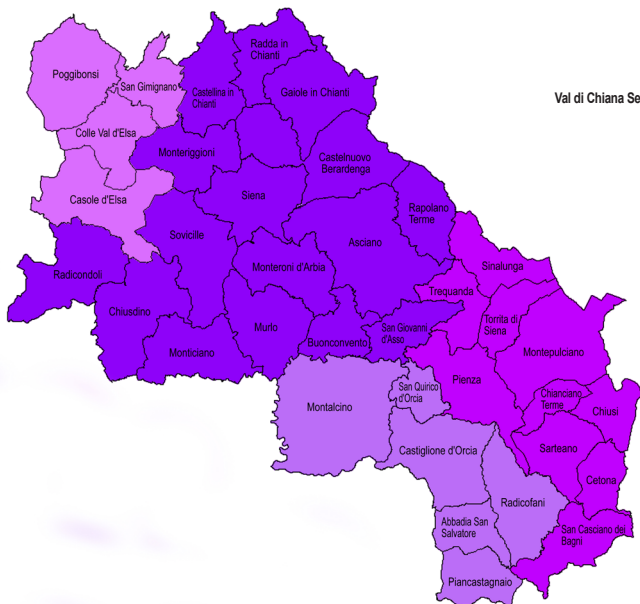 Radda in
Chianti
Poggibonsi
San Gimignano
Castellina in
Chianti
Gaiole in Chianti
Val di Chiana Se
Colle Val d'Elsa
Monteriggioni
Castelnuovo
Berardenga
Casole d'Elsa
Siena
Rapolano
Terme
Soviciile
Asciano
Radicondoli
Monteroni d'Arbia
Sinalunga
Trequanda
Chiusdino
Torrita di
Siena
Murlo
San Giovanni
d'Asso
Monticiano
Buonconvento
Montepulciano
Pienza
San Quirico
d'Orcia
Chianciano
Terme
Montalcino
Chiusi
Castiglione d'Orcia
Sarteano
Cetona
Radicofani
Abbadia San
Salvatore
San Casciano dei
Bagni
Piancastagnaio